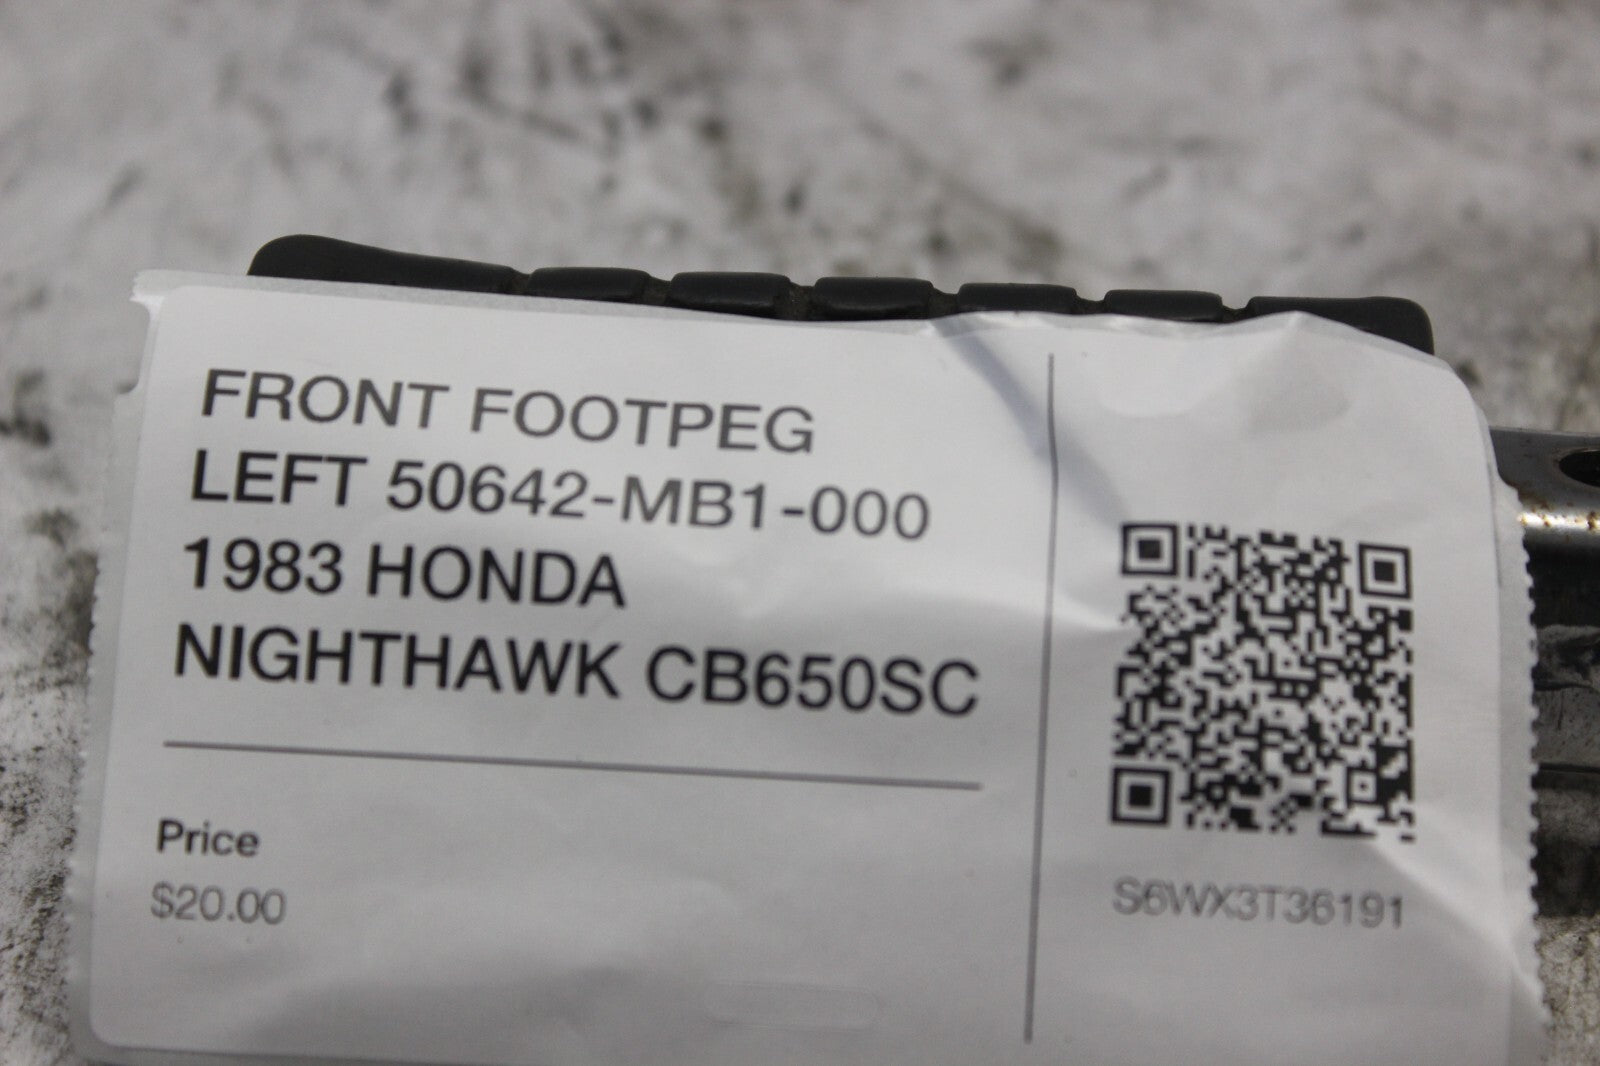 FRONT FOOTPEG
LEFT 50642-MB1-000
1983 HONDA
NIGHTHAWK CB650SC
Price
$20.00
S6WX3T36191